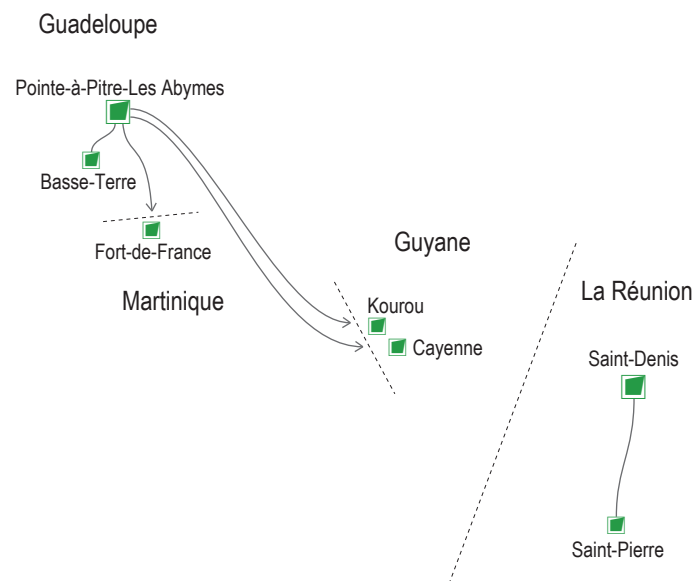 Guadeloupe
Pointe-à-Pitre-Les Abymes
Basse-Terre
Fort-de-France
Martinique
Guyane
Kourou
Cayenne
La Réunion
Saint-Denis
Saint-Pierre